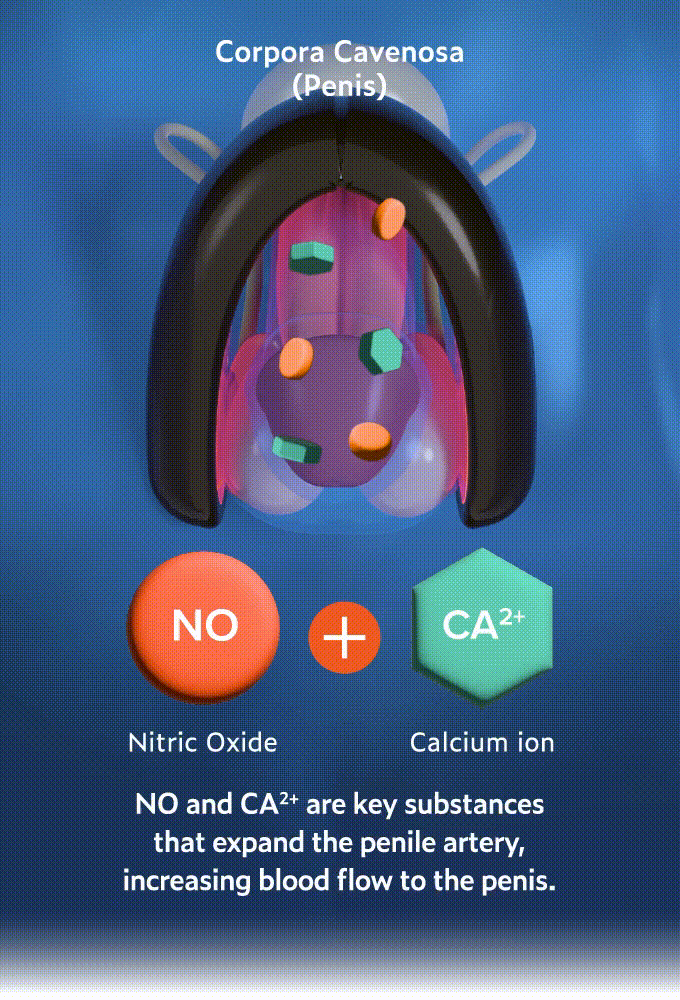 Corpora Cavenosa
(Penis)
NO
CA²⁺
Nitric Oxide
Calcium ion
NO and CA²⁺ are key substances
that expand the penile artery,
increasing blood flow to the penis.